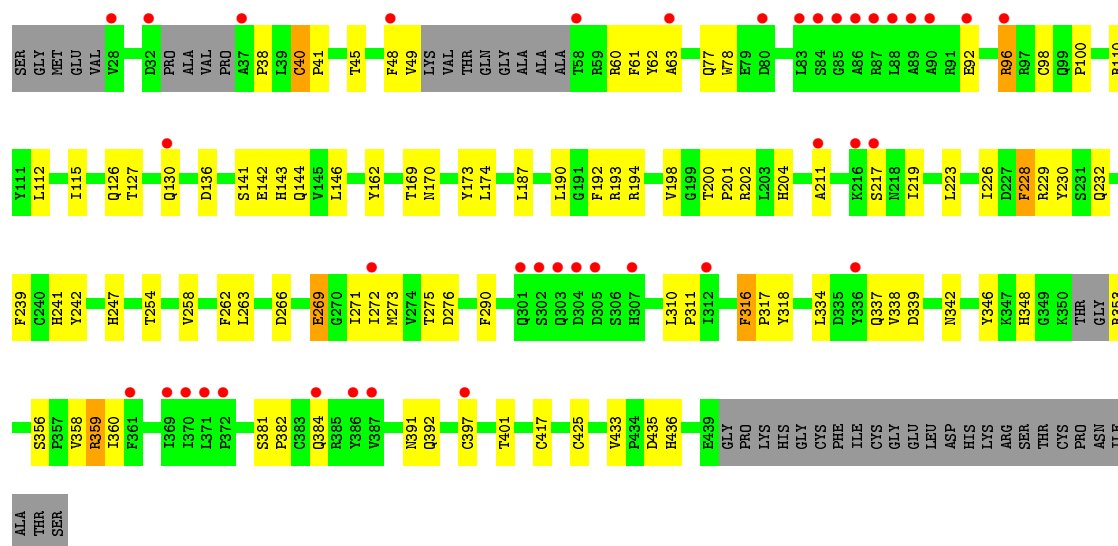 SER GLY MET GLU VAL V28 D32 PRO ALA VAL PRO A37 P38 L39 C40 P41 T45 F48 V49 LYS VAL THR GLN GLY ALA ALA ALA T58 R59 R60 F61 Y62 A63 Q77 W78 E79 D80 L83 S84 G85 A86 R87 L88 A89 A90 R91 E92 R96 R97 C98 Q99 P100
Y111 L112 I115 Q126 T127 Q130 D136 S141 E142 H143 Q144 V145 L146 Y162 T169 N170 Y173 L174 L187 L190 G191 F192 R193 R194 V198 G199 T200 P201 R202 L203 H204 A211 K216 S217 N218 I219 L223 I226 D227 F228 R229 Y230 S231 Q232
F239 C240 H241 Y242 H247 T254 V258 F262 L263 D266 E269 G270 I271 I272 M273 V274 T275 D276 F290 Q301 S302 Q303 D304 D305 S306 H307 L310 P311 I312 F316 P317 Y318 L334 D335 Y336 Q337 V338 D339 N342 Y346 K347 H348 G349 K350 THR GLY
S356 P357 V358 R359 I360 F361 I369 I370 L371 P372 S381 P382 C383 Q384 R385 Y386 V387 N391 Q392 C397 T401 C417 C425 V433 P434 D435 H436 E439 GLY PRO LYS HIS GLY CYS PHE ILE CYS GLY GLU LEU ASP HIS LYS ARG SER THR CYS PRO ASN
ALA THR SER